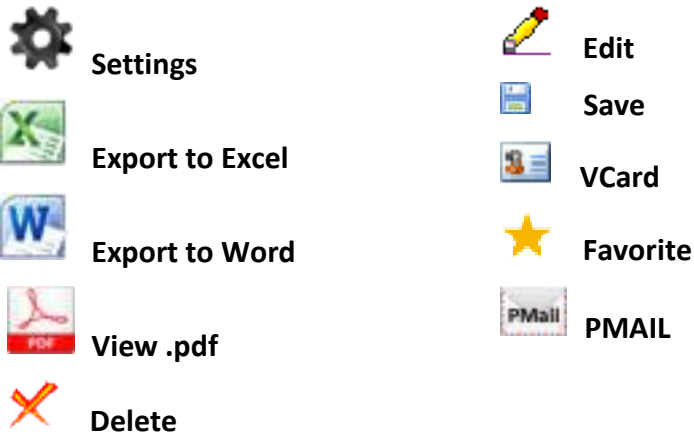 Settings
Export to Excel
Export to Word
PDF
View .pdf
Delete
Edit
Save
VCard
Favorite
PMail
PMAIL